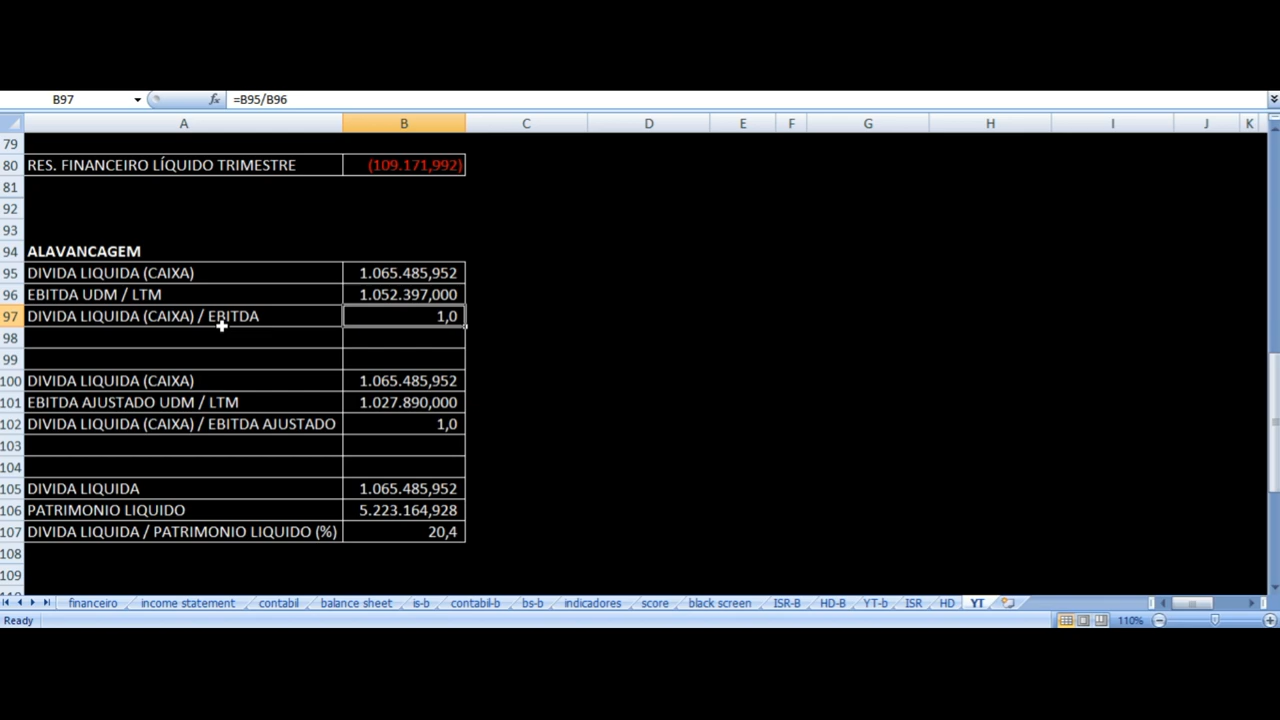 B97 fx =B95/B96
A B C D E F G H I J K
79
80 RES. FINANCEIRO LÍQUIDO TRIMESTRE (109.171,992)
81
92
93
94 ALAVANCAGEM
95 DIVIDA LIQUIDA (CAIXA) 1.065.485,952
96 EBITDA UDM / LTM 1.052.397,000
97 DIVIDA LIQUIDA (CAIXA) / EBITDA 1,0
98
99
100 DIVIDA LIQUIDA (CAIXA) 1.065.485,952
101 EBITDA AJUSTADO UDM / LTM 1.027.890,000
102 DIVIDA LIQUIDA (CAIXA) / EBITDA AJUSTADO 1,0
103
104
105 DIVIDA LIQUIDA 1.065.485,952
106 PATRIMONIO LIQUIDO 5.223.164,928
107 DIVIDA LIQUIDA / PATRIMONIO LIQUIDO (%) 20,4
108
109
financeiro income statement contabil balance sheet is-b contabil-b bs-b indicadores score black screen ISR-B HD-B YT-b ISR HD YT
Ready 110%